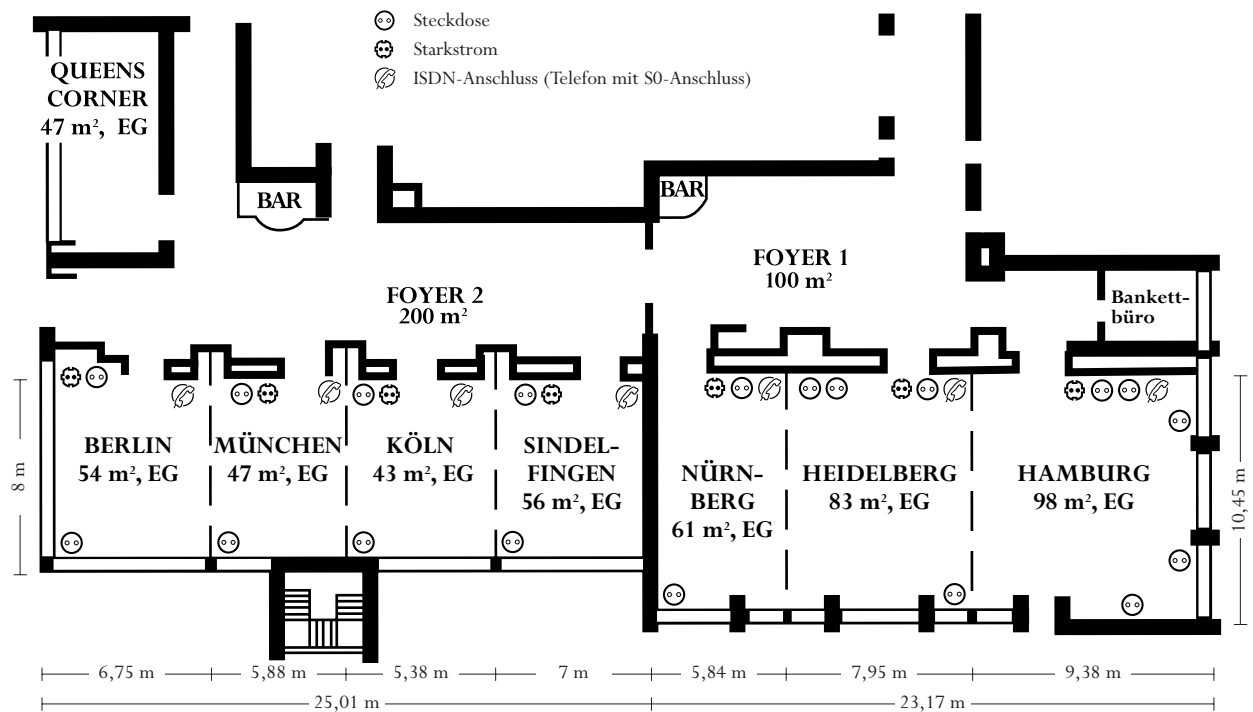 Steckdose
Starkstrom
ISDN-Anschluss (Telefon mit S0-Anschluss)
QUEENS
CORNER
47 m², EG
BAR
BAR
FOYER 1
100 m²
FOYER 2
200 m²
Bankett-
büro
BERLIN
54 m², EG
MÜNCHEN
47 m², EG
KÖLN
43 m², EG
SINDEL-
FINGEN
56 m², EG
NÜRN-
BERG
61 m², EG
HEIDELBERG
83 m², EG
HAMBURG
98 m², EG
8 m
10,45 m
6,75 m
5,88 m
5,38 m
7 m
5,84 m
7,95 m
9,38 m
25,01 m
23,17 m